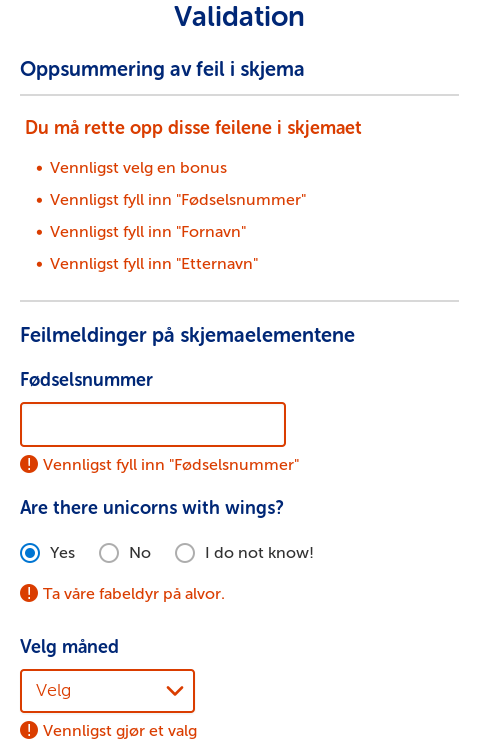 Validation
Oppsummering av feil i skjema
Du må rette opp disse feilene i skjemaet
• Vennligst velg en bonus
• Vennligst fyll inn "Fødselsnummer"
• Vennligst fyll inn "Fornavn"
• Vennligst fyll inn "Etternavn"
Feilmeldinger på skjemaelementene
Fødselsnummer
Vennligst fyll inn "Fødselsnummer"
Are there unicorns with wings?
Yes No I do not know!
Ta våre fabeldyr på alvor.
Velg måned
Velg
Vennligst gjør et valg